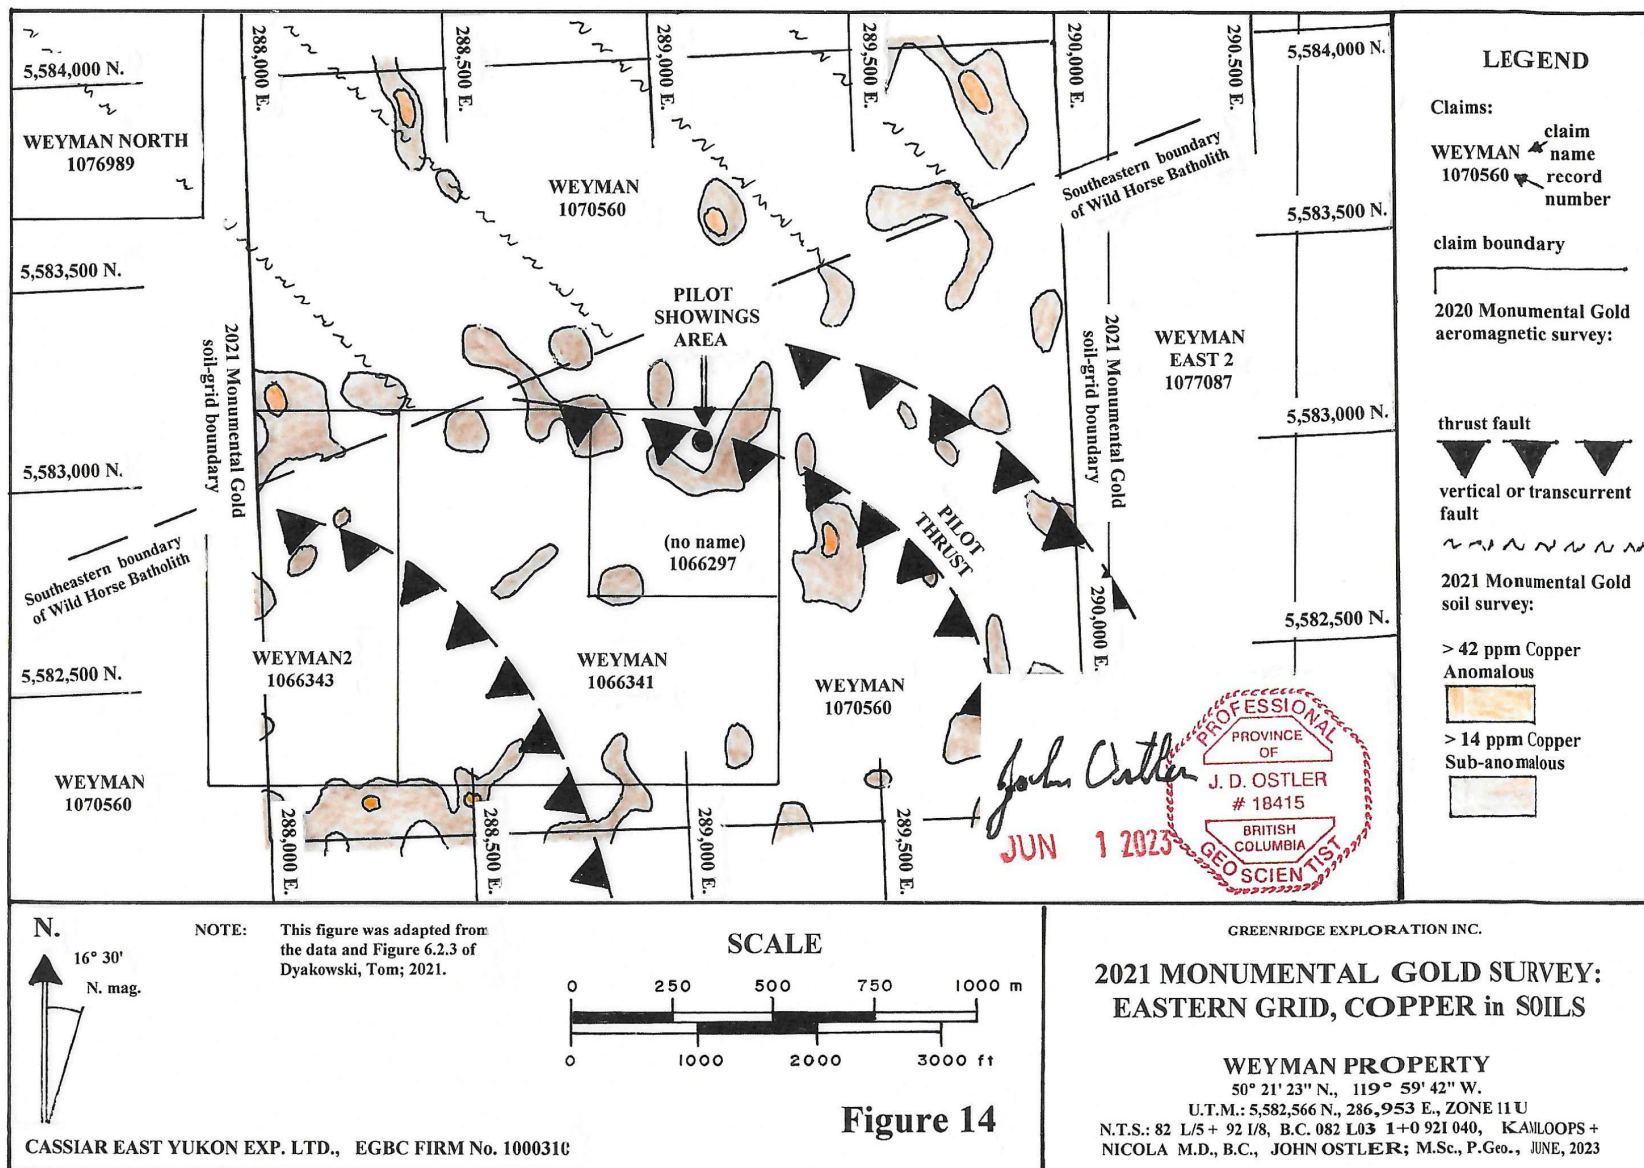 288,000 E.
288,500 E.
289,000 E.
289,500 E.
290,000 E.
290,500 E.
5,584,000 N.
5,584,000 N.
WEYMAN NORTH
1076989
WEYMAN
1070560
Southeastern boundary
of Wild Horse Batholith
5,583,500 N.
5,583,500 N.
PILOT
SHOWINGS
AREA
2021 Monumental Gold
soil-grid boundary
2021 Monumental Gold
soil-grid boundary
WEYMAN
EAST 2
1077087
5,583,000 N.
5,583,000 N.
Southeastern boundary
of Wild Horse Batholith
(no name)
1066297
PILOT
THRUST
290,000 E.
5,582,500 N.
5,582,500 N.
WEYMAN2
1066343
WEYMAN
1066341
WEYMAN
1070560
WEYMAN
1070560
288,000 E.
288,500 E.
289,000 E.
289,500 E.
John Ostler
JUN 1 2023
PROFESSIONAL
PROVINCE
OF
J. D. OSTLER
# 18415
BRITISH
COLUMBIA
GEOSCIENTIST
LEGEND
Claims:
WEYMAN
1070560
claim
name
record
number
claim boundary
2020 Monumental Gold
aeromagnetic survey:
thrust fault
vertical or transcurrent
fault
2021 Monumental Gold
soil survey:
> 42 ppm Copper
Anomalous
> 14 ppm Copper
Sub-anomalous
N.
16° 30'
N. mag.
NOTE: This figure was adapted from
the data and Figure 6.2.3 of
Dyakowski, Tom; 2021.
SCALE
0 250 500 750 1000 m
0 1000 2000 3000 ft
Figure 14
CASSIAR EAST YUKON EXP. LTD., EGBC FIRM No. 1000310
GREENRIDGE EXPLORATION INC.
2021 MONUMENTAL GOLD SURVEY:
EASTERN GRID, COPPER in SOILS
WEYMAN PROPERTY
50° 21' 23" N., 119° 59' 42" W.
U.T.M.: 5,582,566 N., 286,953 E., ZONE 11U
N.T.S.: 82 L/5 + 92 I/8, B.C. 082 L03 1+0 92I 040, KAMLOOPS +
NICOLA M.D., B.C., JOHN OSTLER; M.Sc., P.Geo., JUNE, 2023